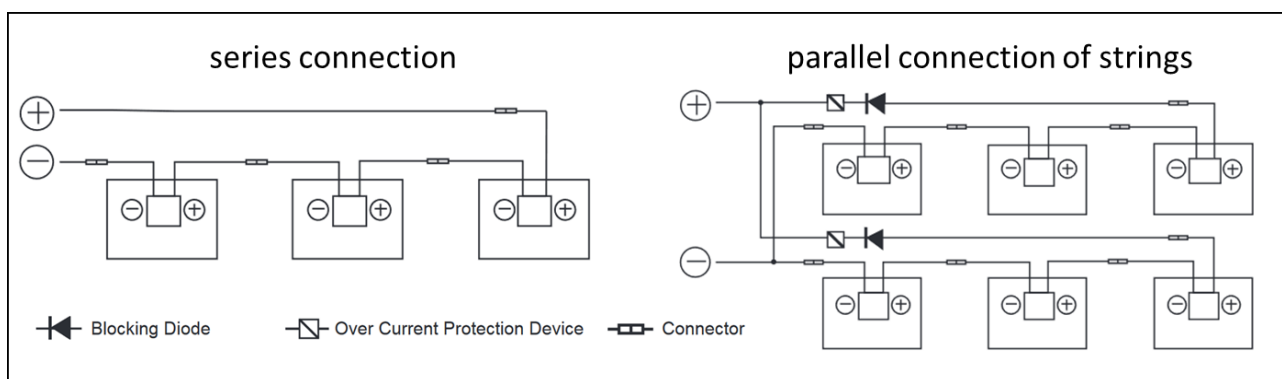 series connection
parallel connection of strings
+
−
− + − + − +
+
− + − + − +
−
− + − + − +
Blocking Diode Over Current Protection Device Connector